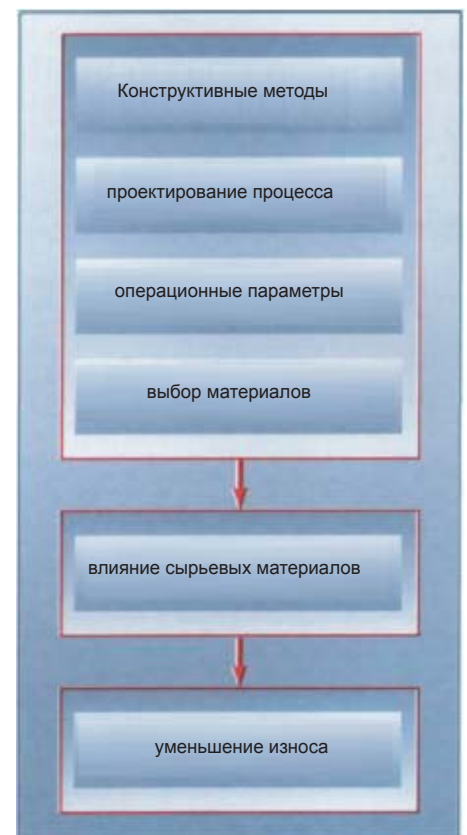 Конструктивные методы
проектирование процесса
операционные параметры
выбор материалов
влияние сырьевых материалов
уменьшение износа